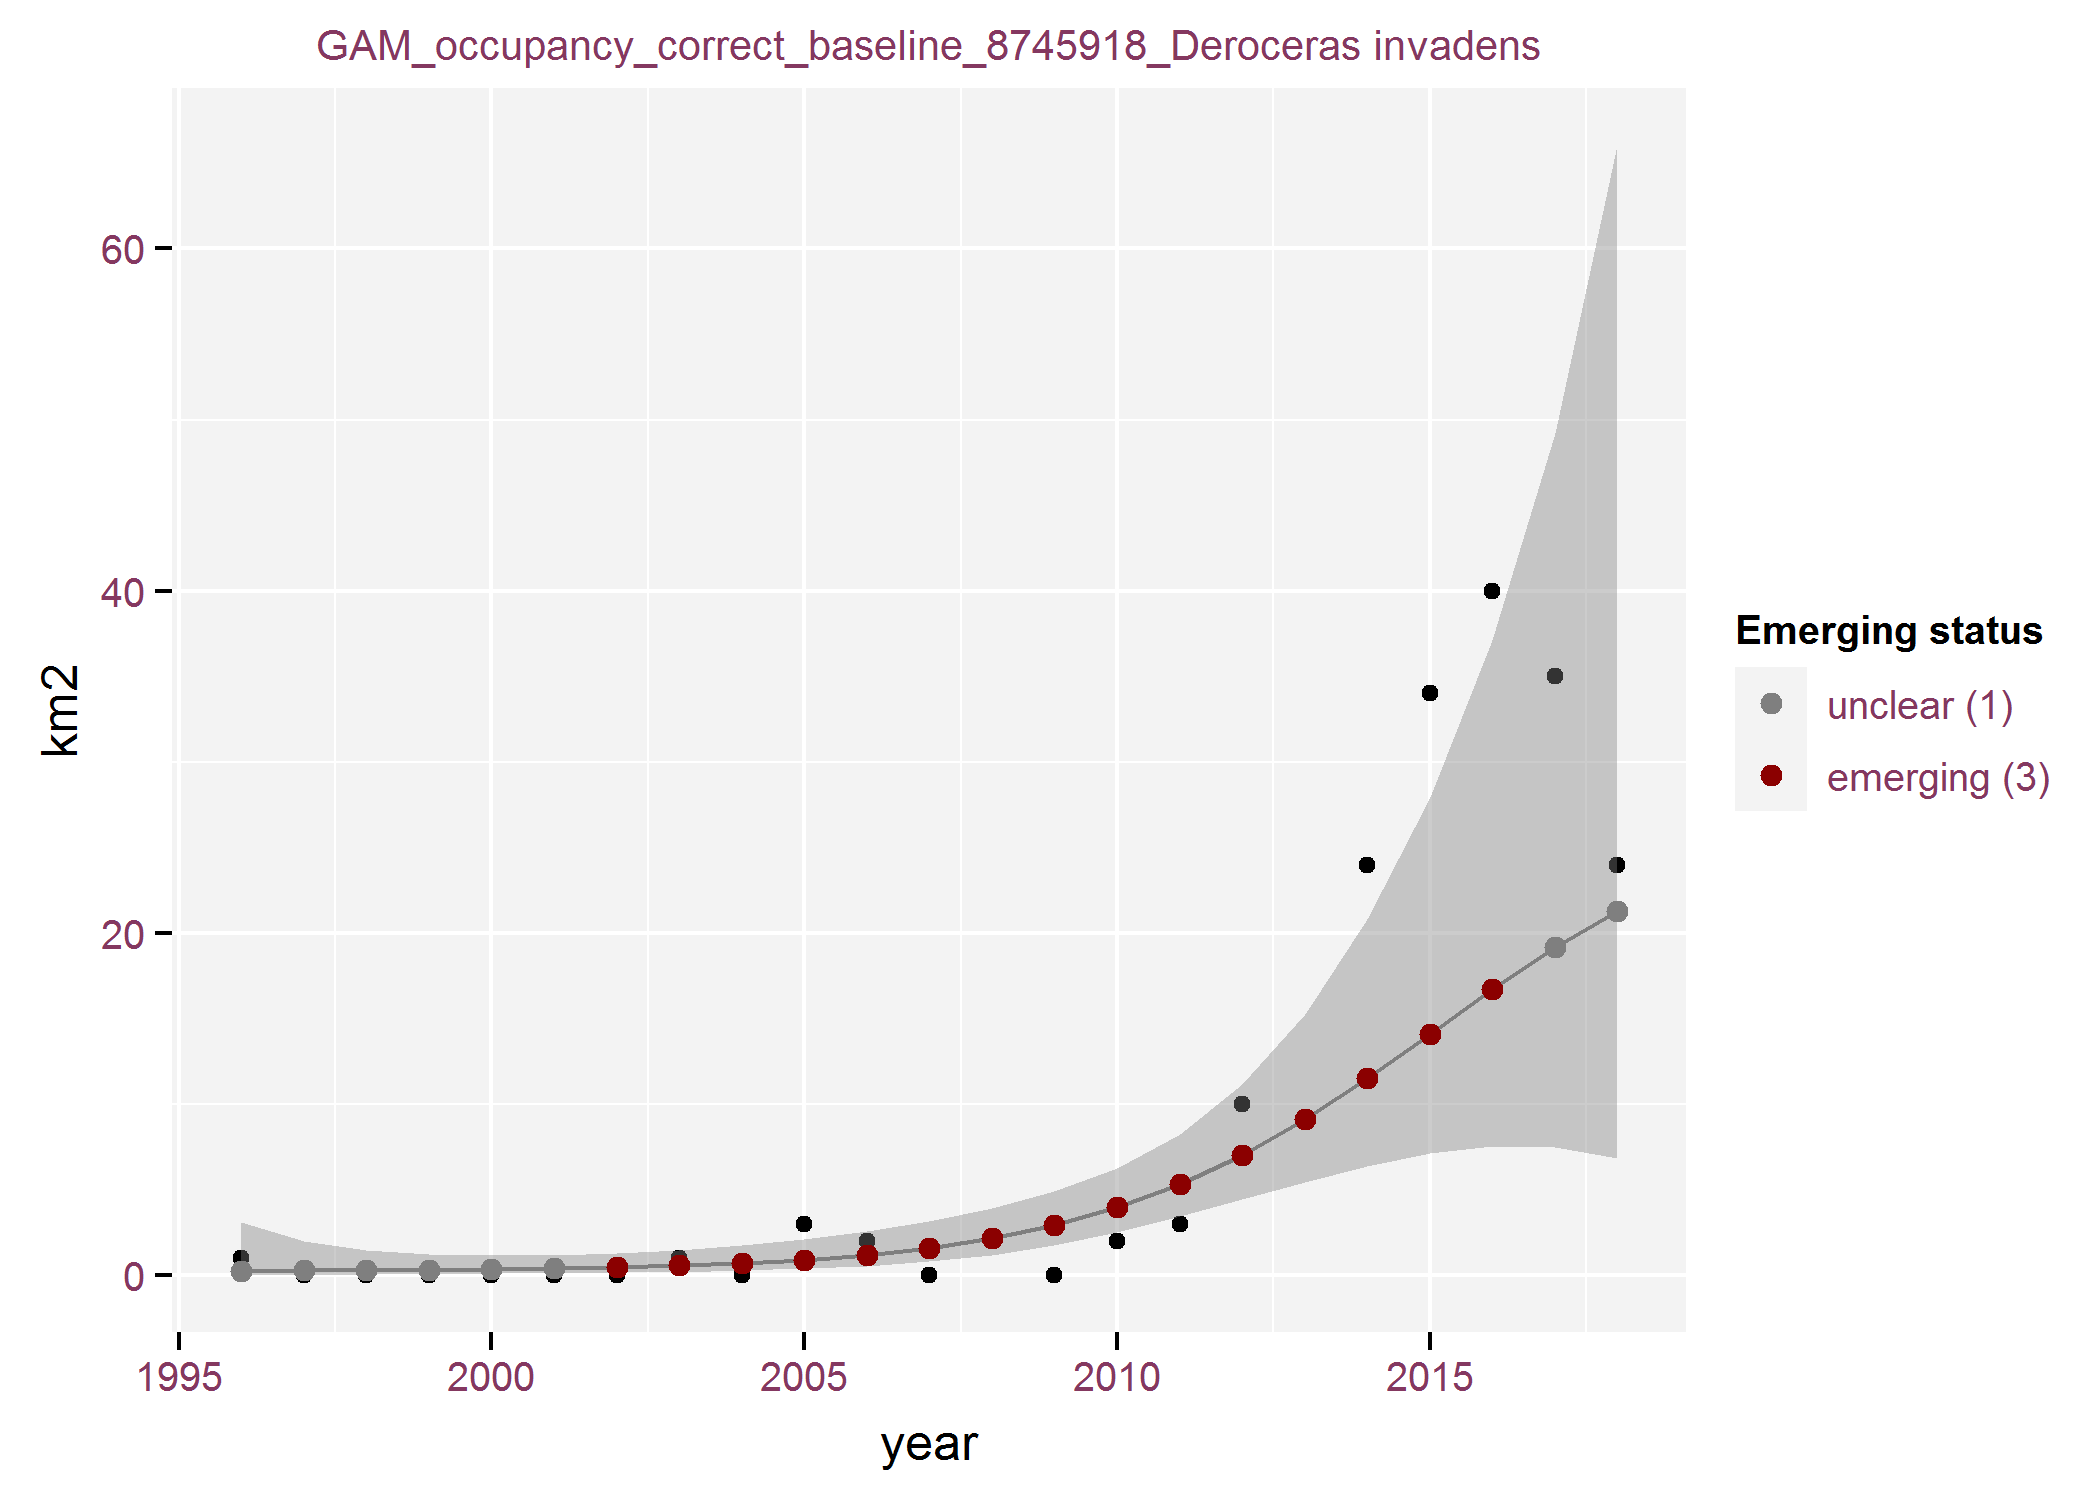 GAM_occupancy_correct_baseline_8745918_Deroceras invadens
km2
60
40
20
0
1995 2000 2005 2010 2015
year
Emerging status
unclear (1)
emerging (3)